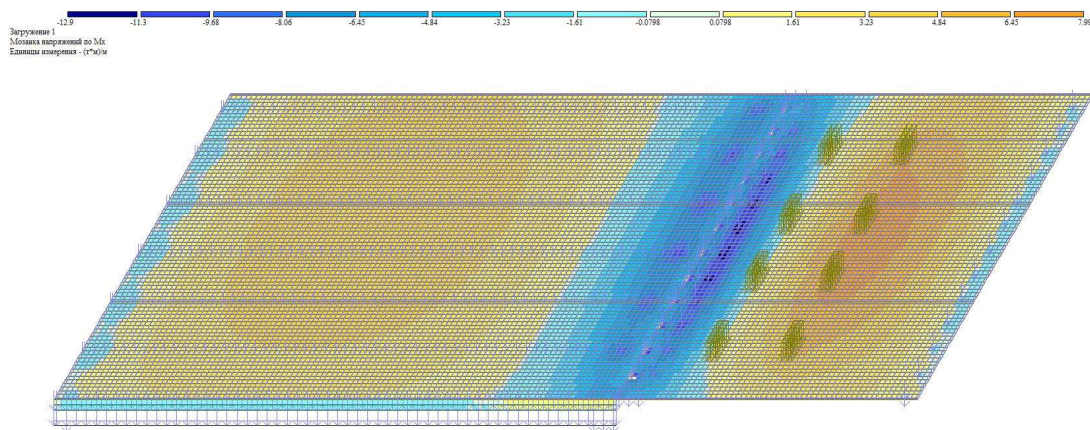 -12.9 -11.3 -9.68 -8.06 -6.45 -4.84 -3.23 -1.61 -0.0798 0.0798 1.61 3.23 4.84 6.45 7.99
Загружение 1
Мозаика напряжений по Mx
Единицы измерения - (т*м)/м